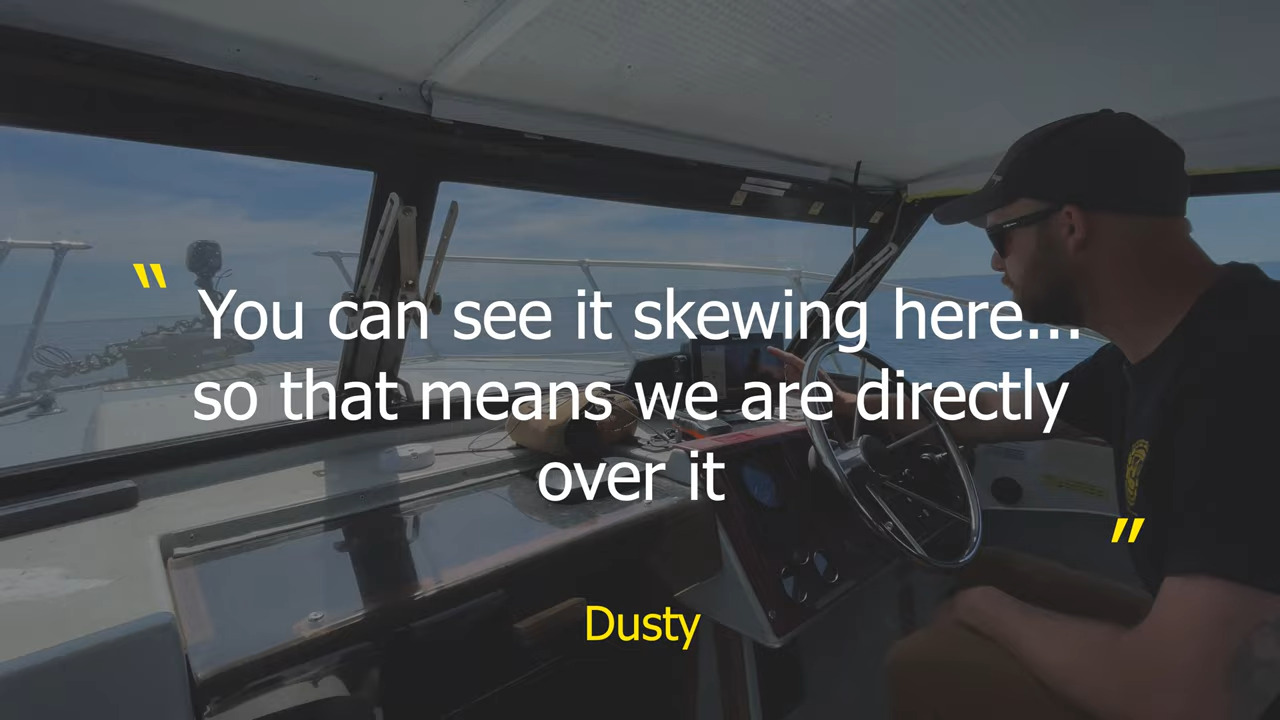 “
You can see it skewing here...
so that means we are directly
over it
”
Dusty